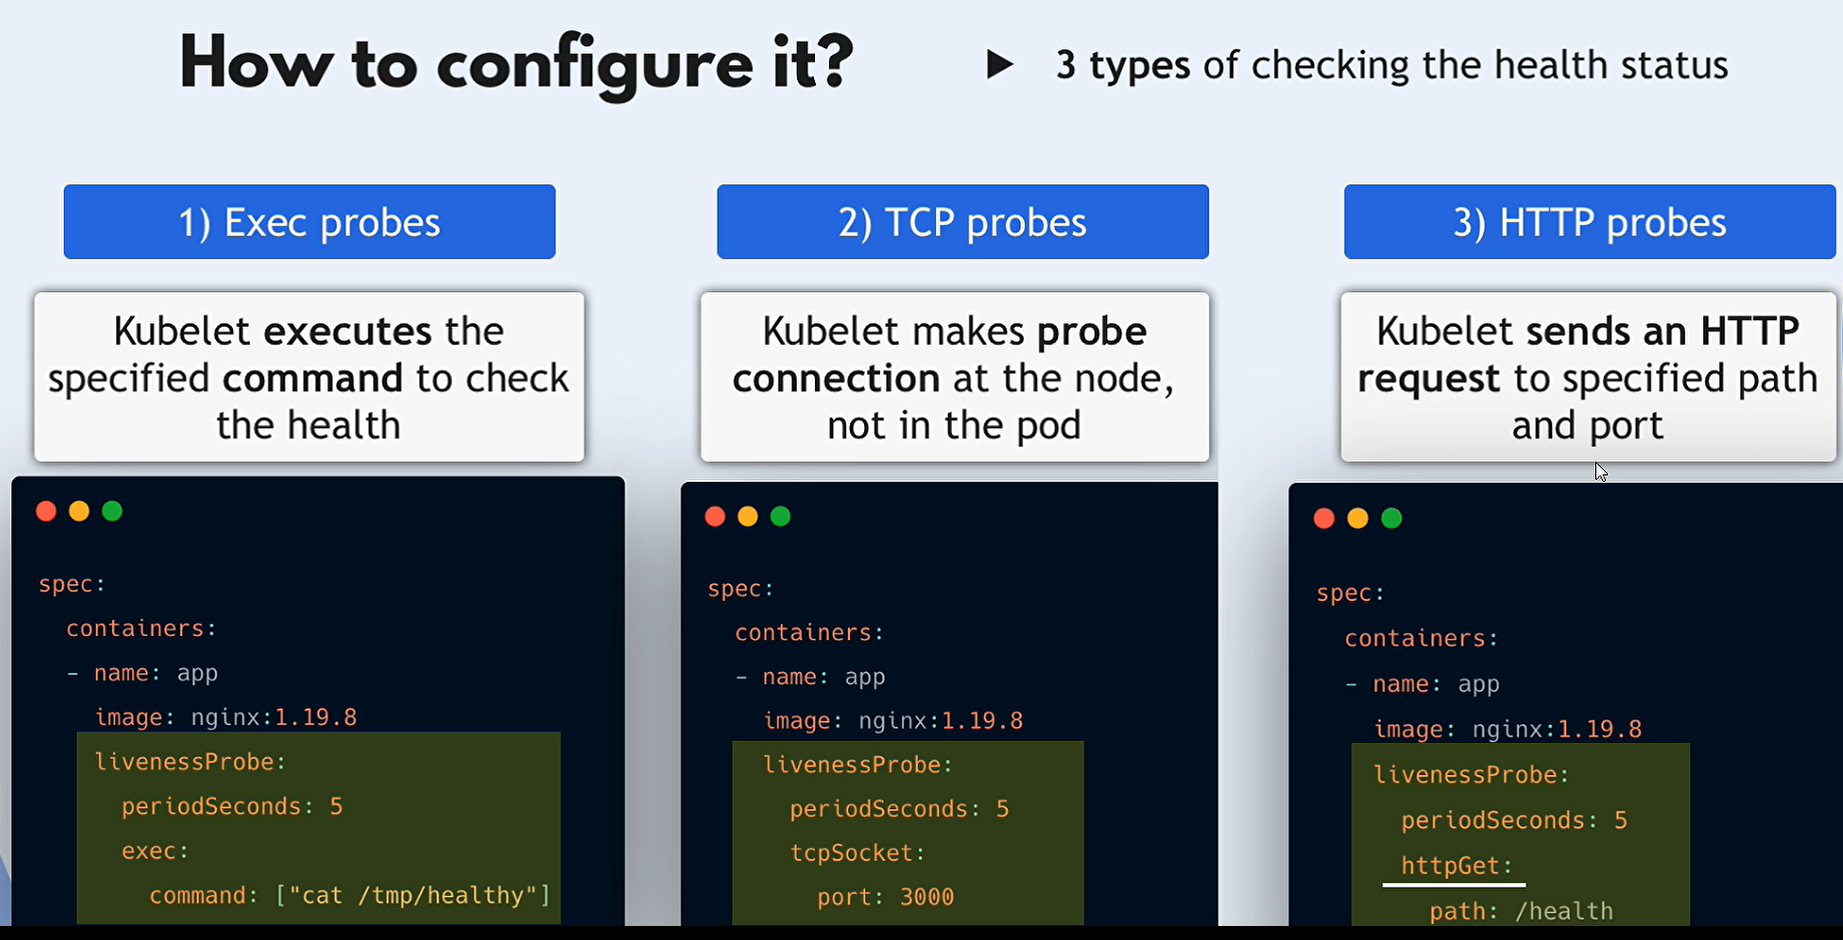 How to configure it?
▶ 3 types of checking the health status
1) Exec probes
Kubelet executes the
specified command to check
the health
spec:
containers:
- name: app
image: nginx:1.19.8
livenessProbe:
periodSeconds: 5
exec:
command: ["cat /tmp/healthy"]
2) TCP probes
Kubelet makes probe
connection at the node,
not in the pod
spec:
containers:
- name: app
image: nginx:1.19.8
livenessProbe:
periodSeconds: 5
tcpSocket:
port: 3000
3) HTTP probes
Kubelet sends an HTTP
request to specified path
and port
spec:
containers:
- name: app
image: nginx:1.19.8
livenessProbe:
periodSeconds: 5
httpGet:
path: /health